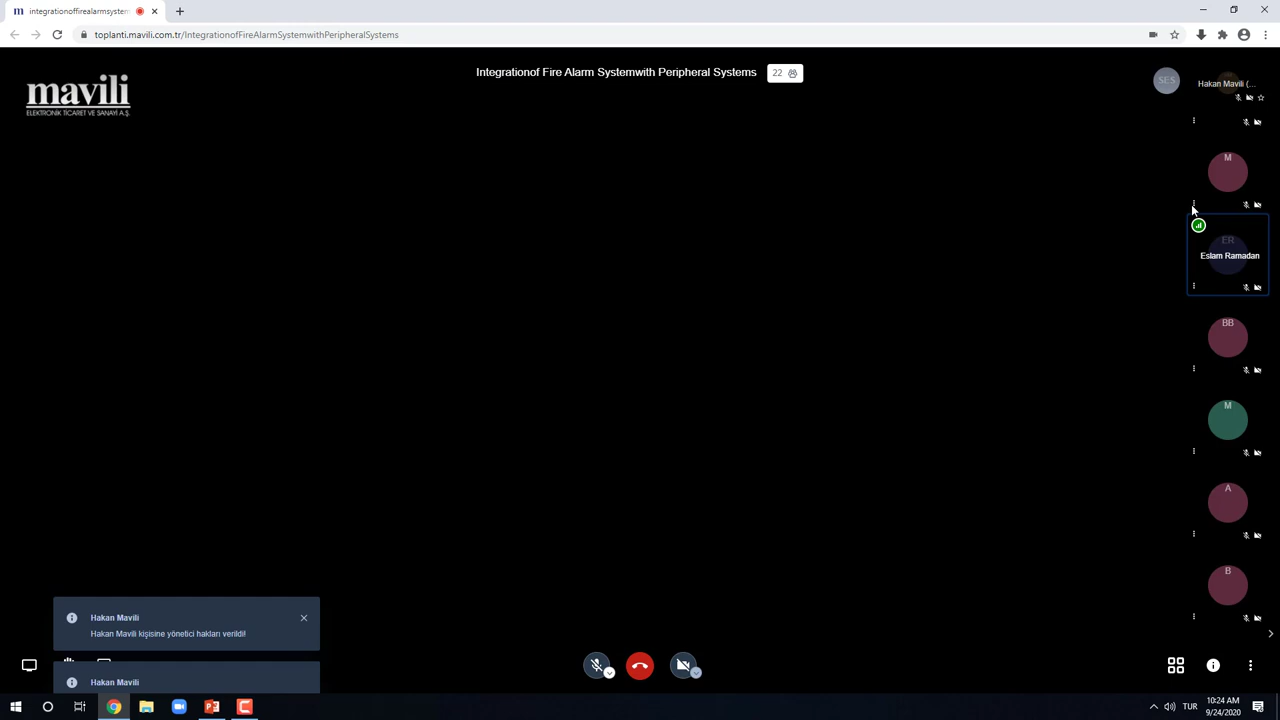 integrationoffirealarmsystem
toplanti.mavili.com.tr/IntegrationofFireAlarmSystemwithPeripheralSystems
mavili
ELEKTRONİK TİCARET VE SANAYİ A.Ş.
Integrationof Fire Alarm Systemwith Peripheral Systems
22
SES
Hakan Mavili (...
M
ER
Eslam Ramadan
BB
M
A
B
Hakan Mavili
Hakan Mavili kişisine yönetici hakları verildi!
Hakan Mavili
TUR
10:24 AM
9/24/2020